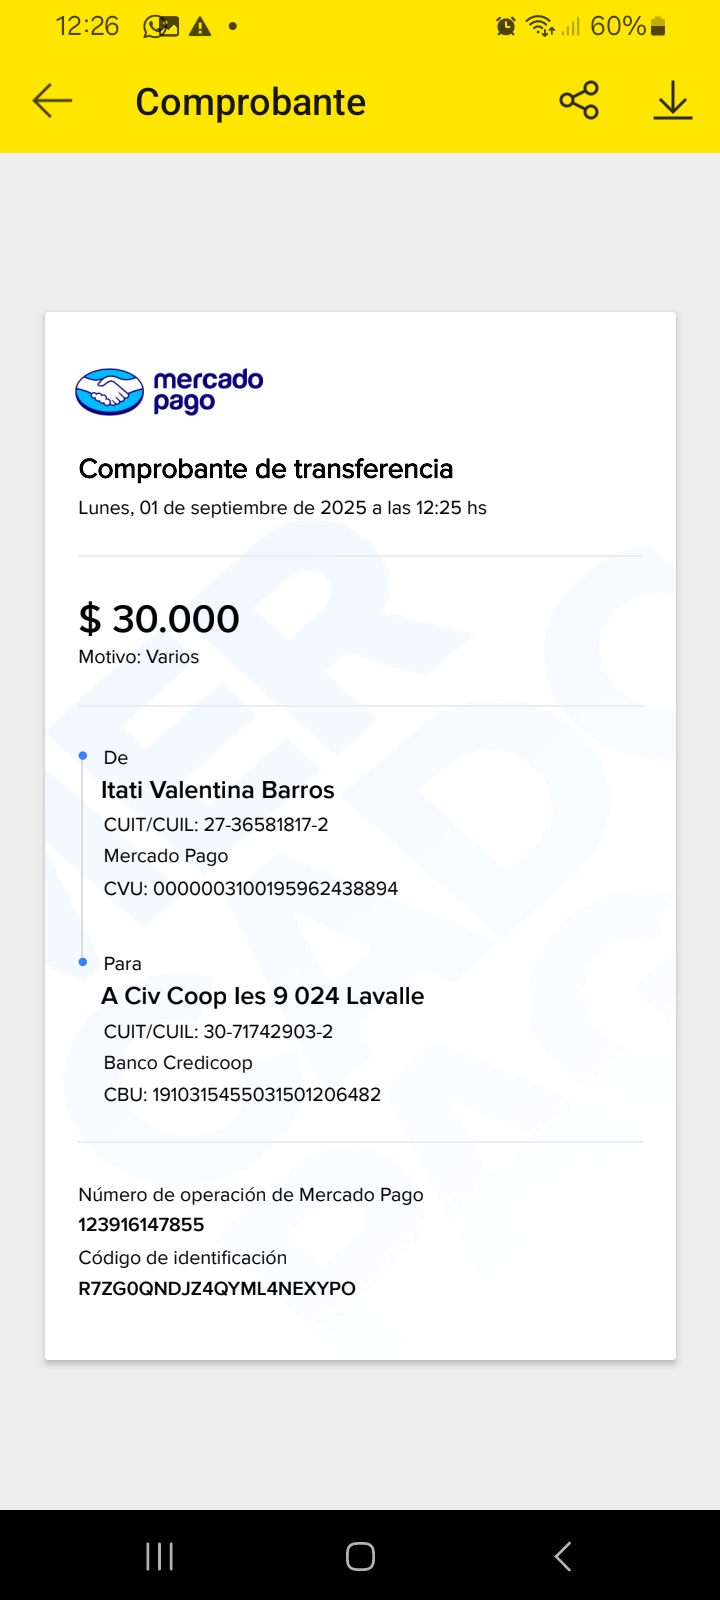 12:26
60%
Comprobante
mercado
pago
Comprobante de transferencia
Lunes, 01 de septiembre de 2025 a las 12:25 hs
$ 30.000
Motivo: Varios
De
Itati Valentina Barros
CUIT/CUIL: 27-36581817-2
Mercado Pago
CVU: 0000003100195962438894
Para
A Civ Coop Ies 9 024 Lavalle
CUIT/CUIL: 30-71742903-2
Banco Credicoop
CBU: 1910315455031501206482
Número de operación de Mercado Pago
123916147855
Código de identificación
R7ZG0QNDJZ4QYML4NEXYPO